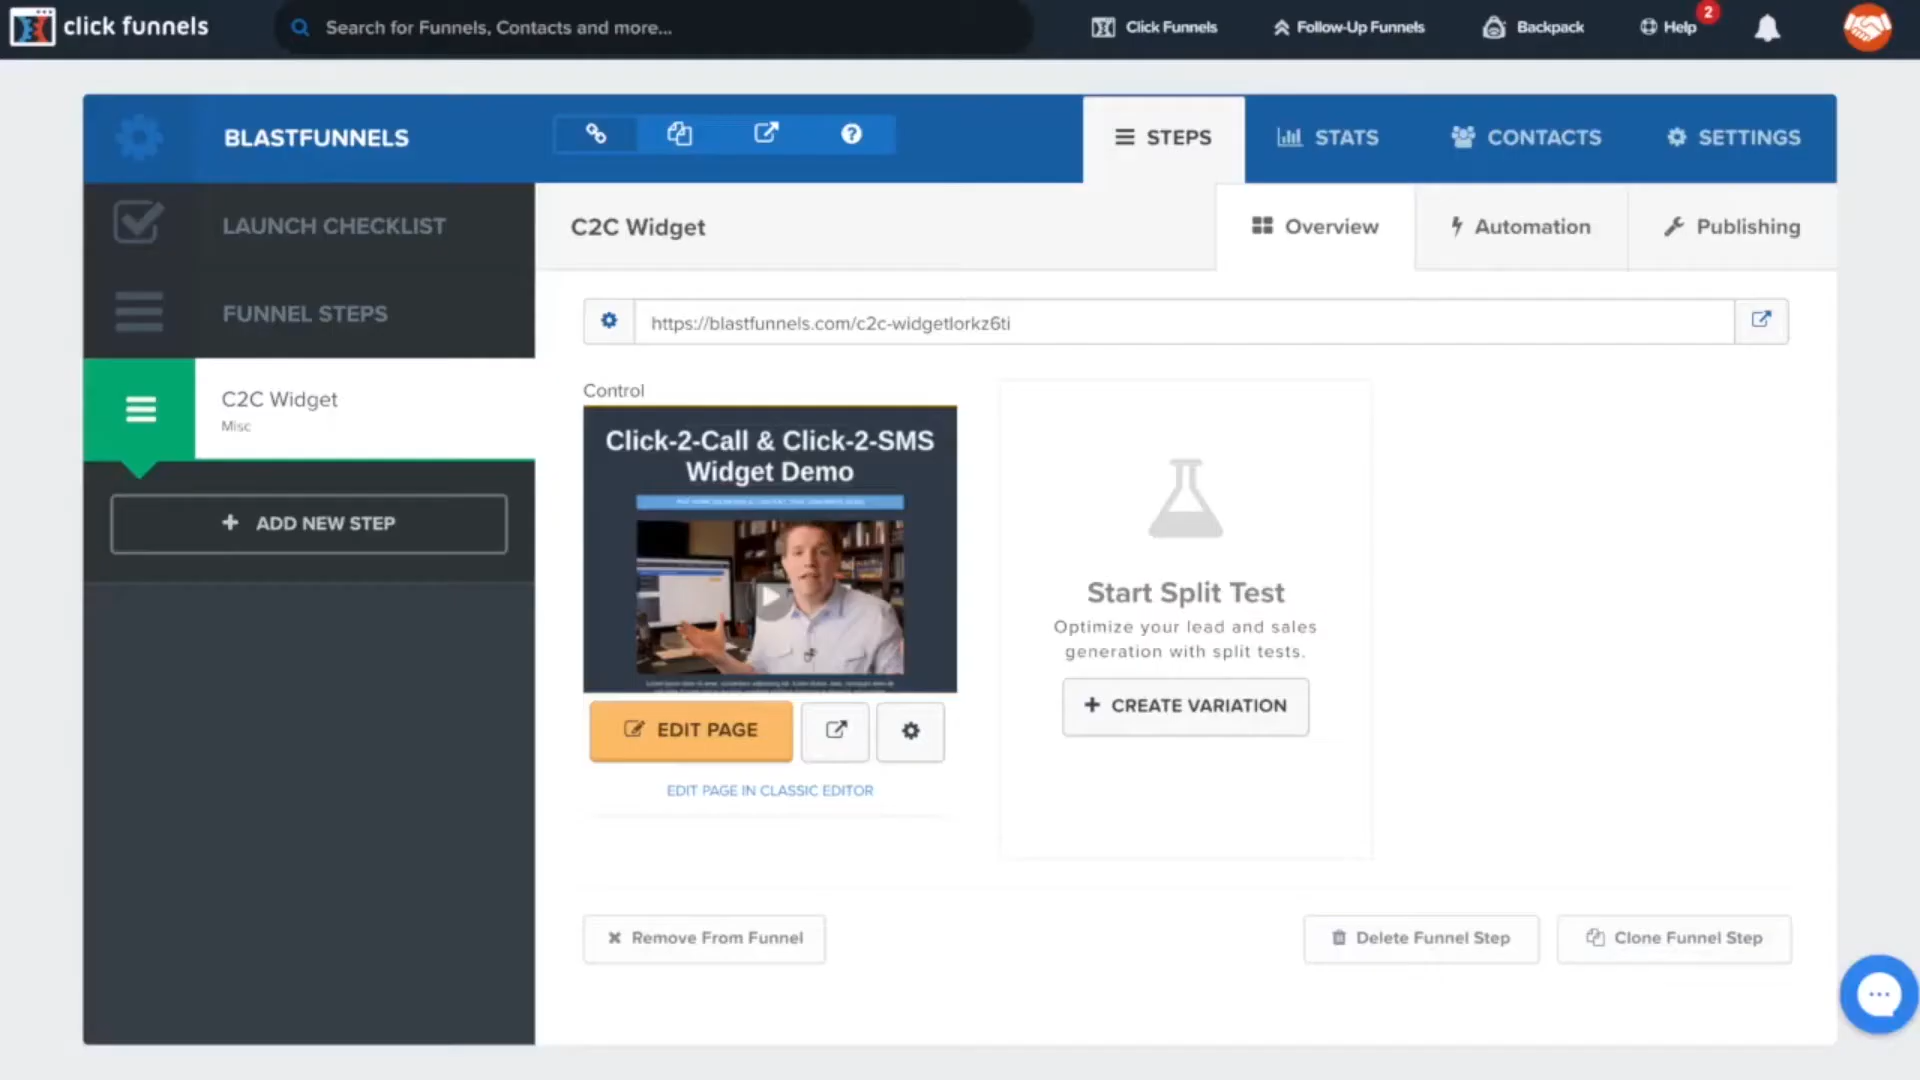 click funnels
Search for Funnels, Contacts and more...
Click Funnels
Follow-Up Funnels
Backpack
Help
2
BLASTFUNNELS
STEPS
STATS
CONTACTS
SETTINGS
LAUNCH CHECKLIST
FUNNEL STEPS
C2C Widget
Misc
ADD NEW STEP
C2C Widget
Overview
Automation
Publishing
https://blastfunnels.com/c2c-widgetlorkz6ti
Control
Click-2-Call & Click-2-SMS
Widget Demo
EDIT PAGE
EDIT PAGE IN CLASSIC EDITOR
Start Split Test
Optimize your lead and sales
generation with split tests.
CREATE VARIATION
Remove From Funnel
Delete Funnel Step
Clone Funnel Step